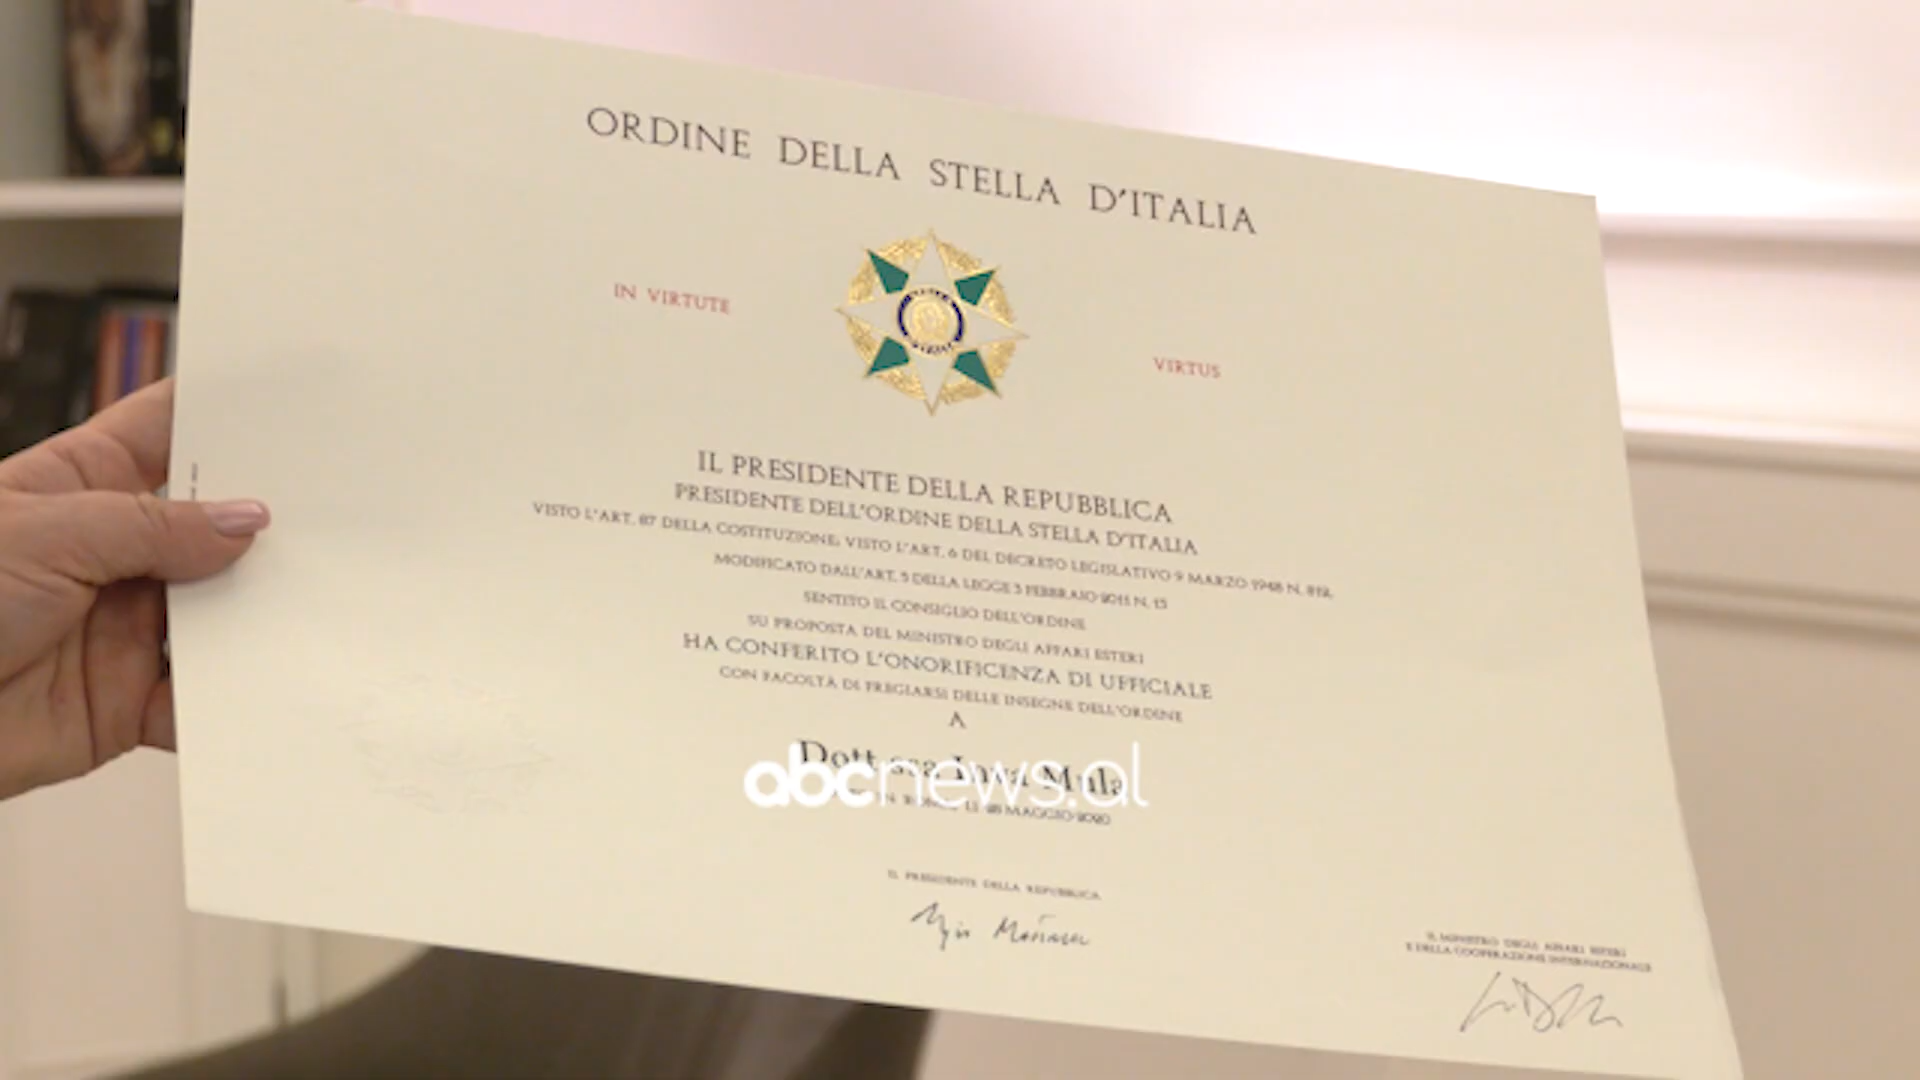 ORDINE DELLA STELLA D'ITALIA
IN VIRTUTE
VIRTUS
IL PRESIDENTE DELLA REPUBBLICA
PRESIDENTE DELL'ORDINE DELLA STELLA D'ITALIA
VISTO L'ART. 87 DELLA COSTITUZIONE; VISTO L'ART. 6 DEL DECRETO LEGISLATIVO 9 MARZO 1948 N. 812,
MODIFICATO DALL'ART. 5 DELLA LEGGE 3 FEBBRAIO 2011 N. 13
SENTITO IL CONSIGLIO DELL'ORDINE
SU PROPOSTA DEL MINISTRO DEGLI AFFARI ESTERI
HA CONFERITO L'ONORIFICENZA DI UFFICIALE
CON FACOLTÀ DI FREGIARSI DELLE INSEGNE DELL'ORDINE
A
Dott.ssa Inva Mula
abcnews.al
MAGGIO 2020
IL PRESIDENTE DELLA REPUBBLICA
IL MINISTRO DEGLI AFFARI ESTERI
E DELLA COOPERAZIONE INTERNAZIONALE